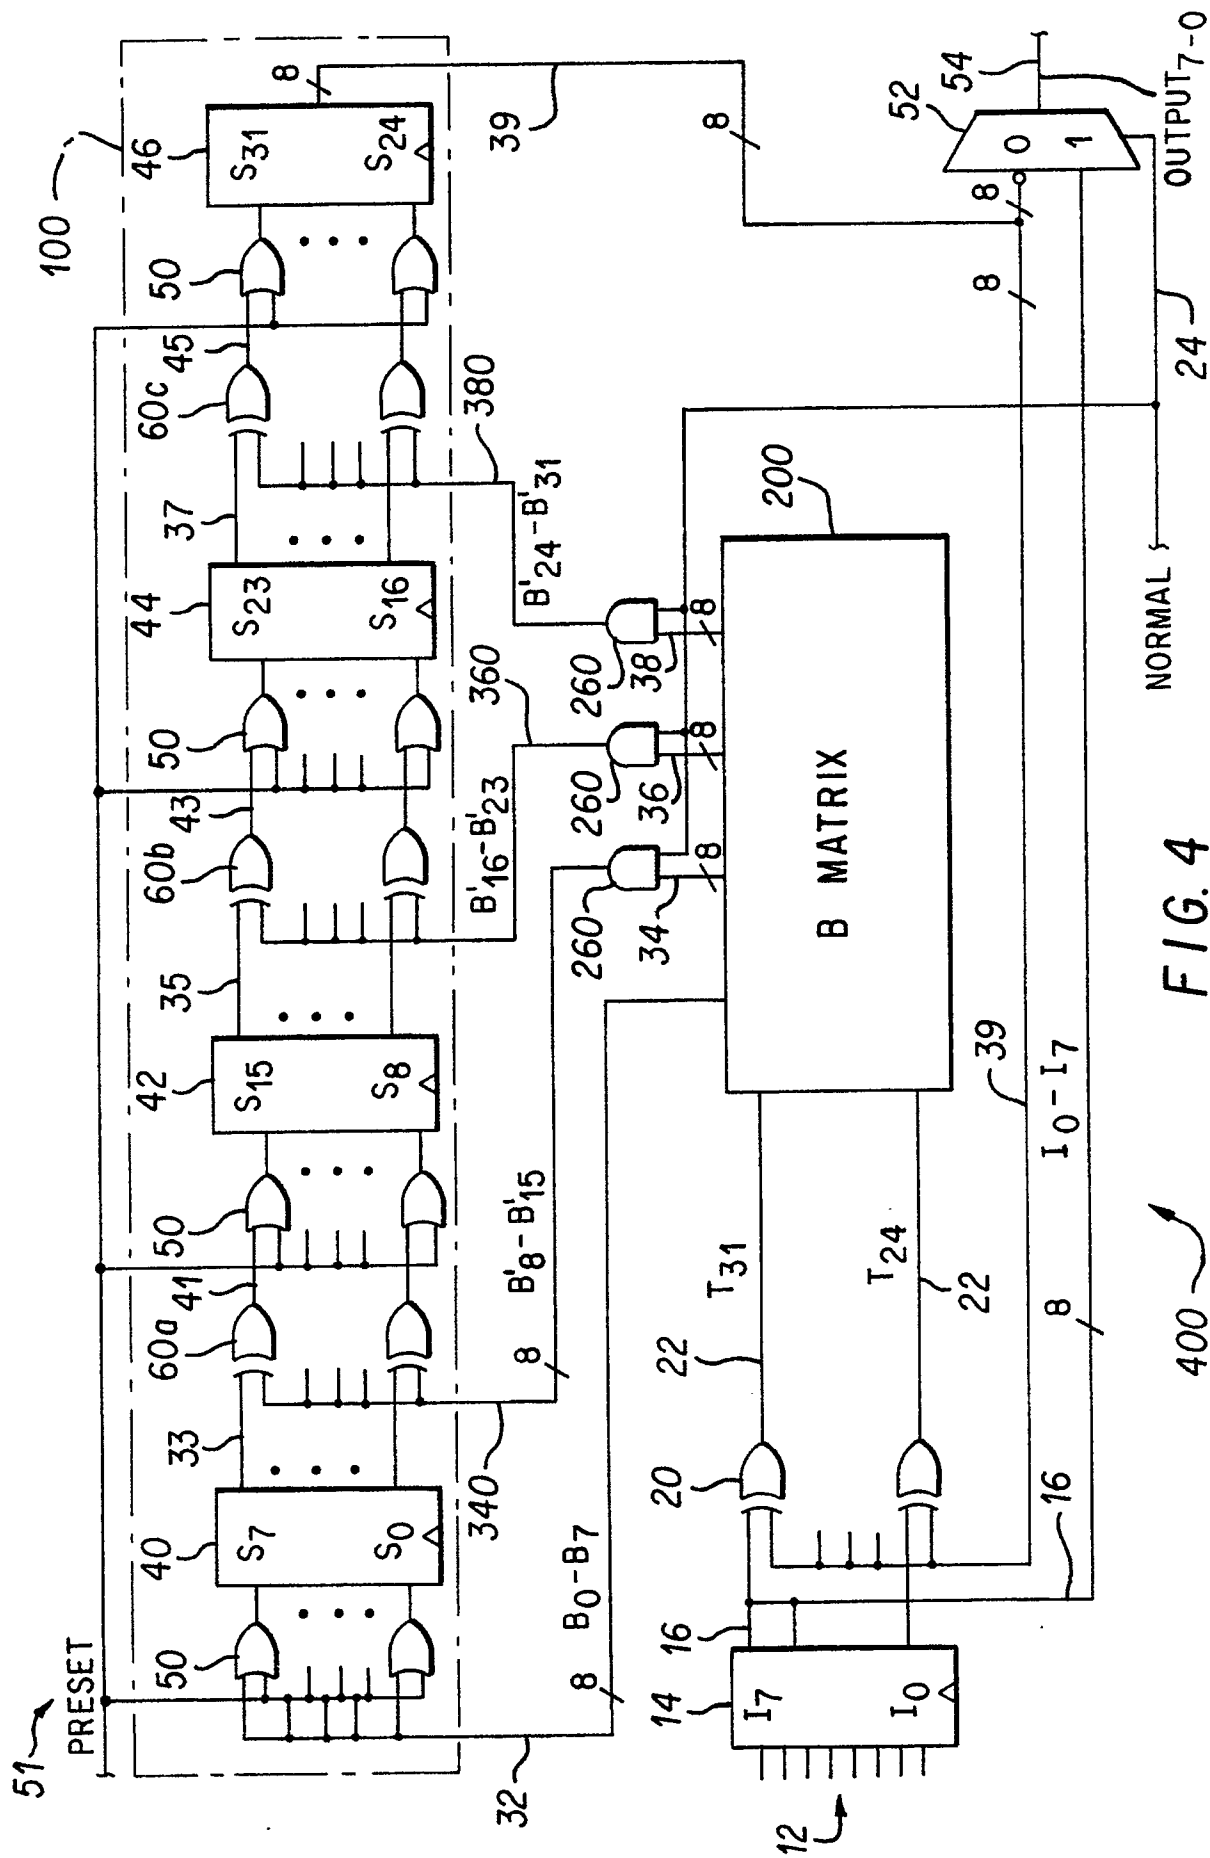 51
PRESET
100
50
40
S7
S0
33
60a
41
50
42
S15
S8
35
60b
43
50
44
S23
S16
37
60c
45
50
46
S31
S24
8
39
32
340
8
B'8-B'15
B'16-B'23
360
B'24-B'31
380
8
B0-B7
260
34
8
260
36
8
260
38
8
8
12
14
I7
I0
16
20
22
T31
T24
22
B MATRIX
200
16
8
I0-I7
39
8
8
0
1
52
54
OUTPUT7-0
NORMAL
24
400
FIG. 4